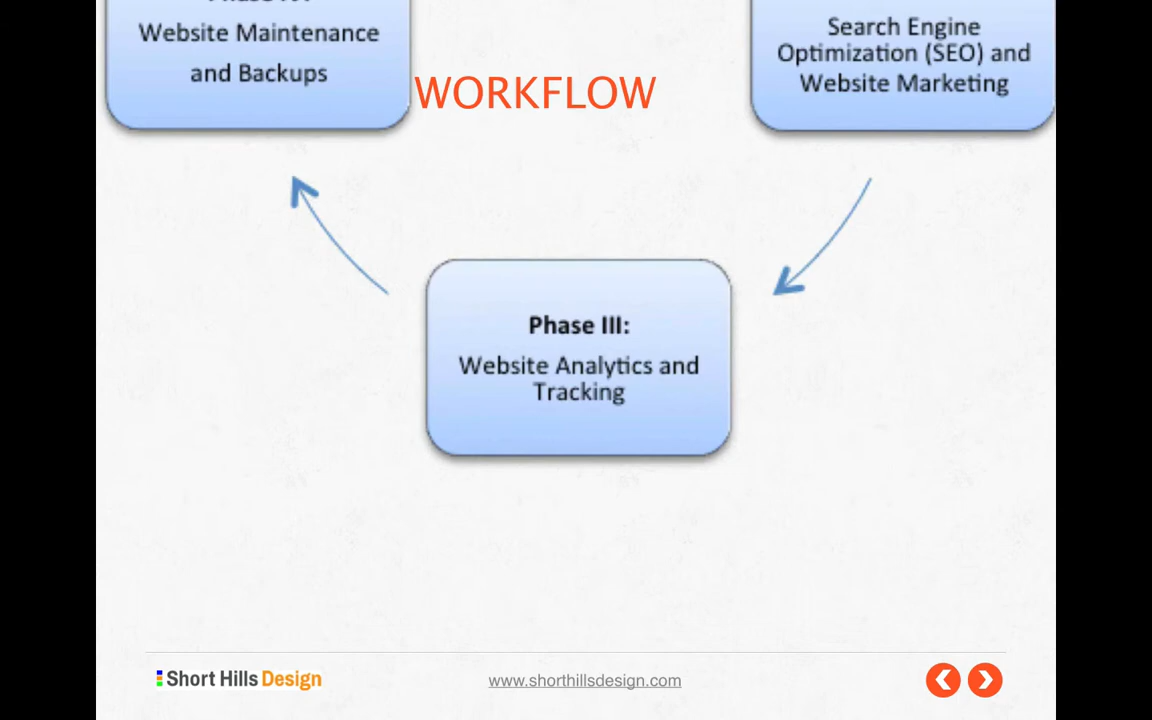 Website Maintenance
and Backups
Search Engine
Optimization (SEO) and
Website Marketing
WORKFLOW
Phase III:
Website Analytics and
Tracking
Short Hills Design
www.shorthillsdesign.com